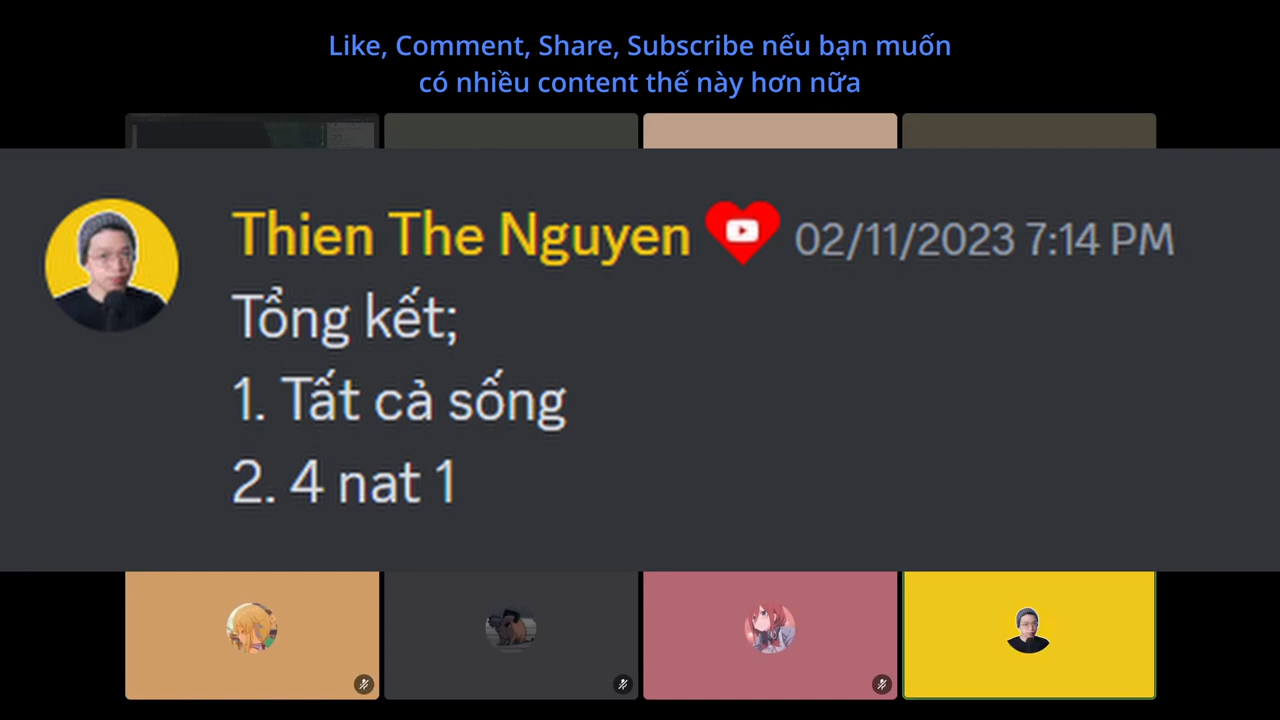 Like, Comment, Share, Subscribe nếu bạn muốn
có nhiều content thế này hơn nữa
Thien The Nguyen 02/11/2023 7:14 PM
Tổng kết;
1. Tất cả sống
2. 4 nat 1